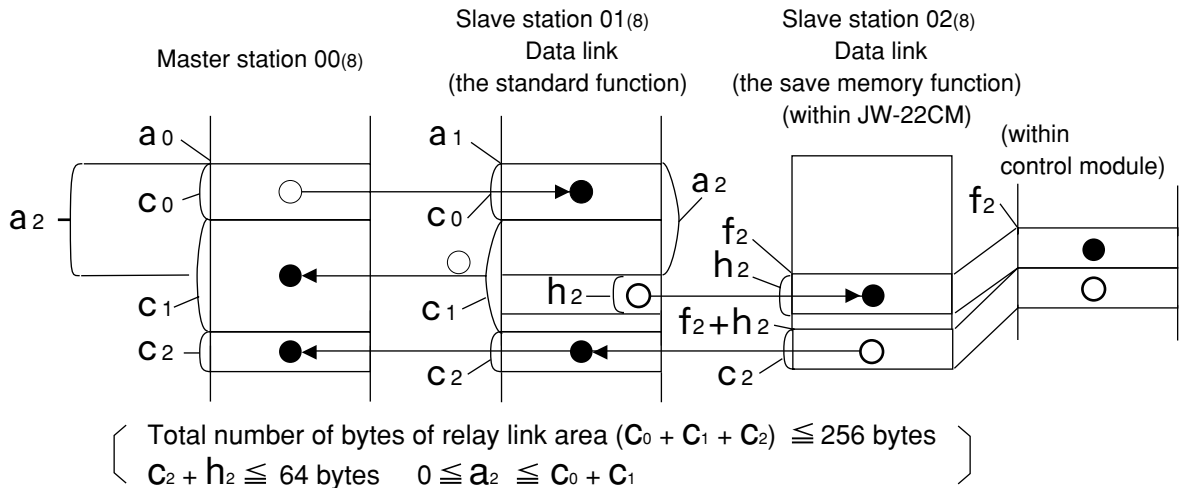 Master station 00(8)
Slave station 01(8)
Data link
(the standard function)
Slave station 02(8)
Data link
(the save memory function)
(within JW-22CM)
(within
control module)
a0
a1
a2
c0
c0
a2
f2
f2
h2
h2
c1
c1
f2+h2
c2
c2
c2
Total number of bytes of relay link area (c0 + c1 + c2) ≦ 256 bytes
c2 + h2 ≦ 64 bytes 0 ≦ a2 ≦ c0 + c1